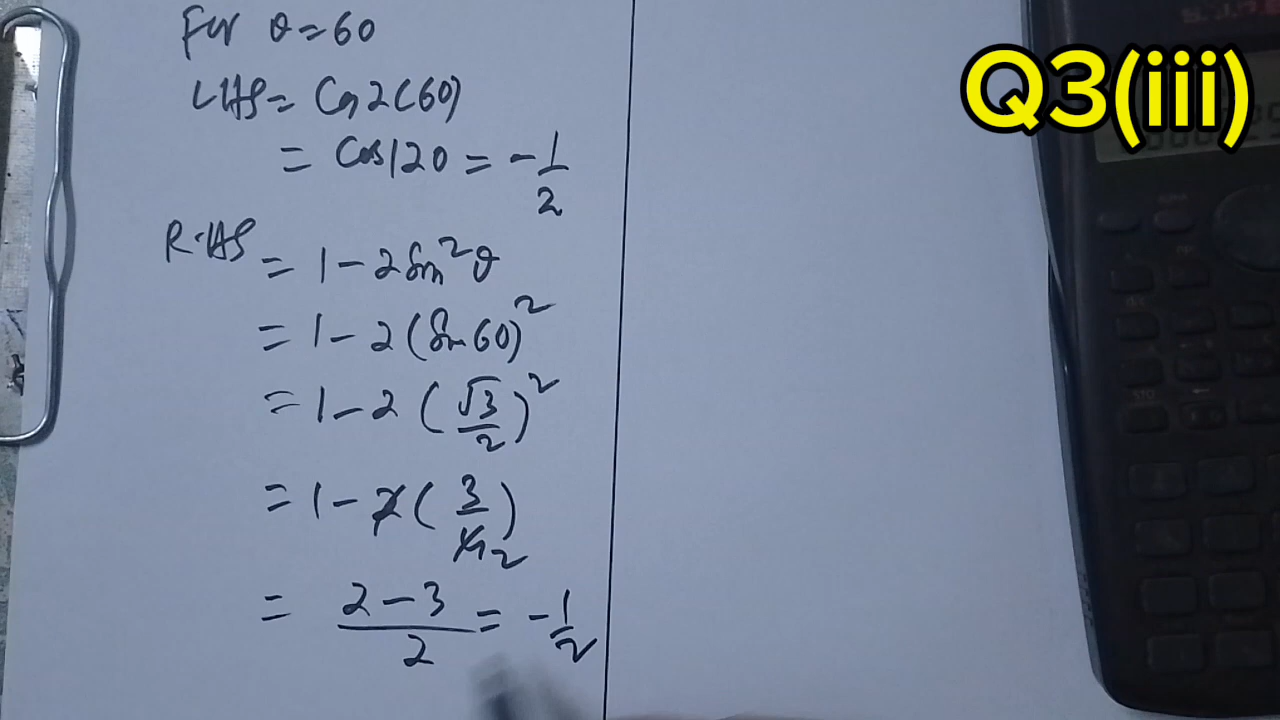 For θ=60
LHS = Cos2(60)
= Cos120 = -1/2
R.HS = 1-2Sin²θ
= 1-2(Sin60)²
= 1-2(√3/2)²
= 1-2(3/4 2)
= 2-3/2 = -1/2
Q3(iii)